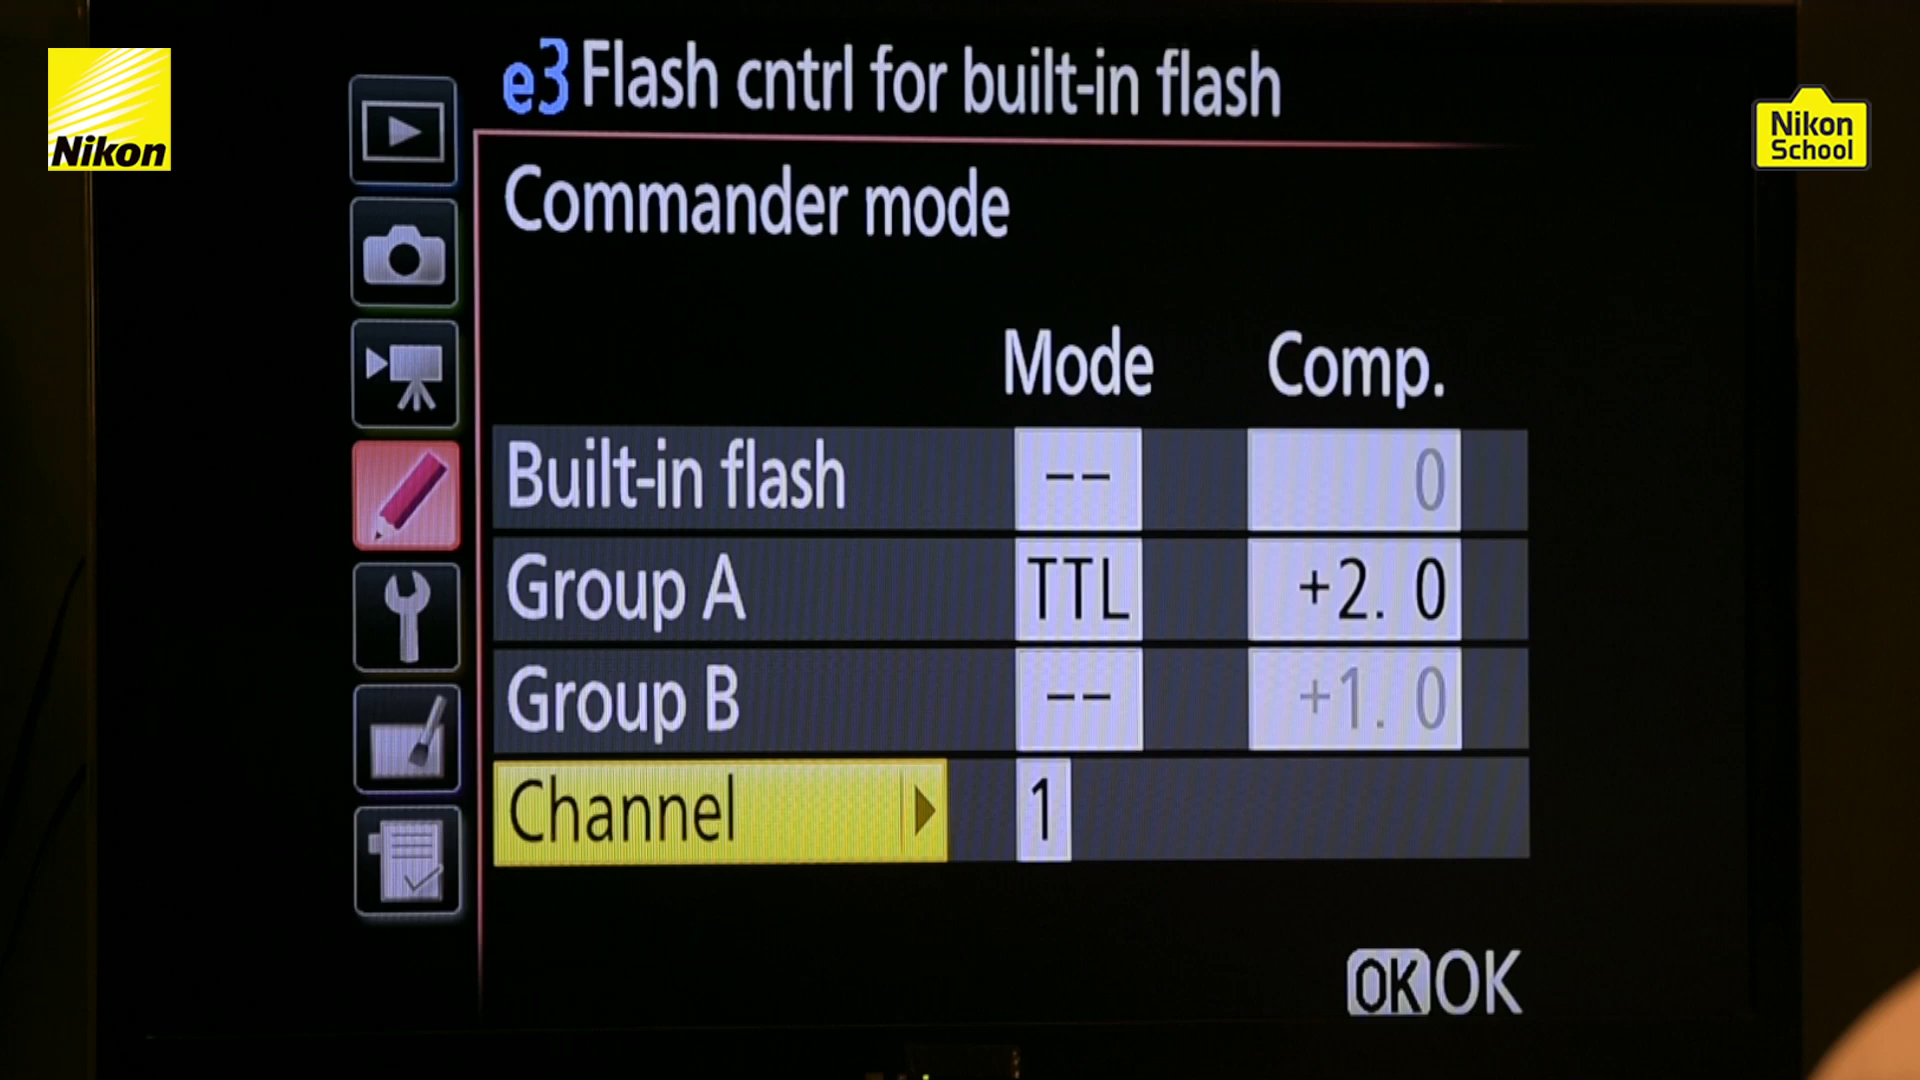 Nikon
Nikon
School
e3 Flash cntrl for built-in flash
Commander mode
Mode Comp.
Built-in flash -- 0
Group A TTL +2. 0
Group B -- +1. 0
Channel 1
OK OK